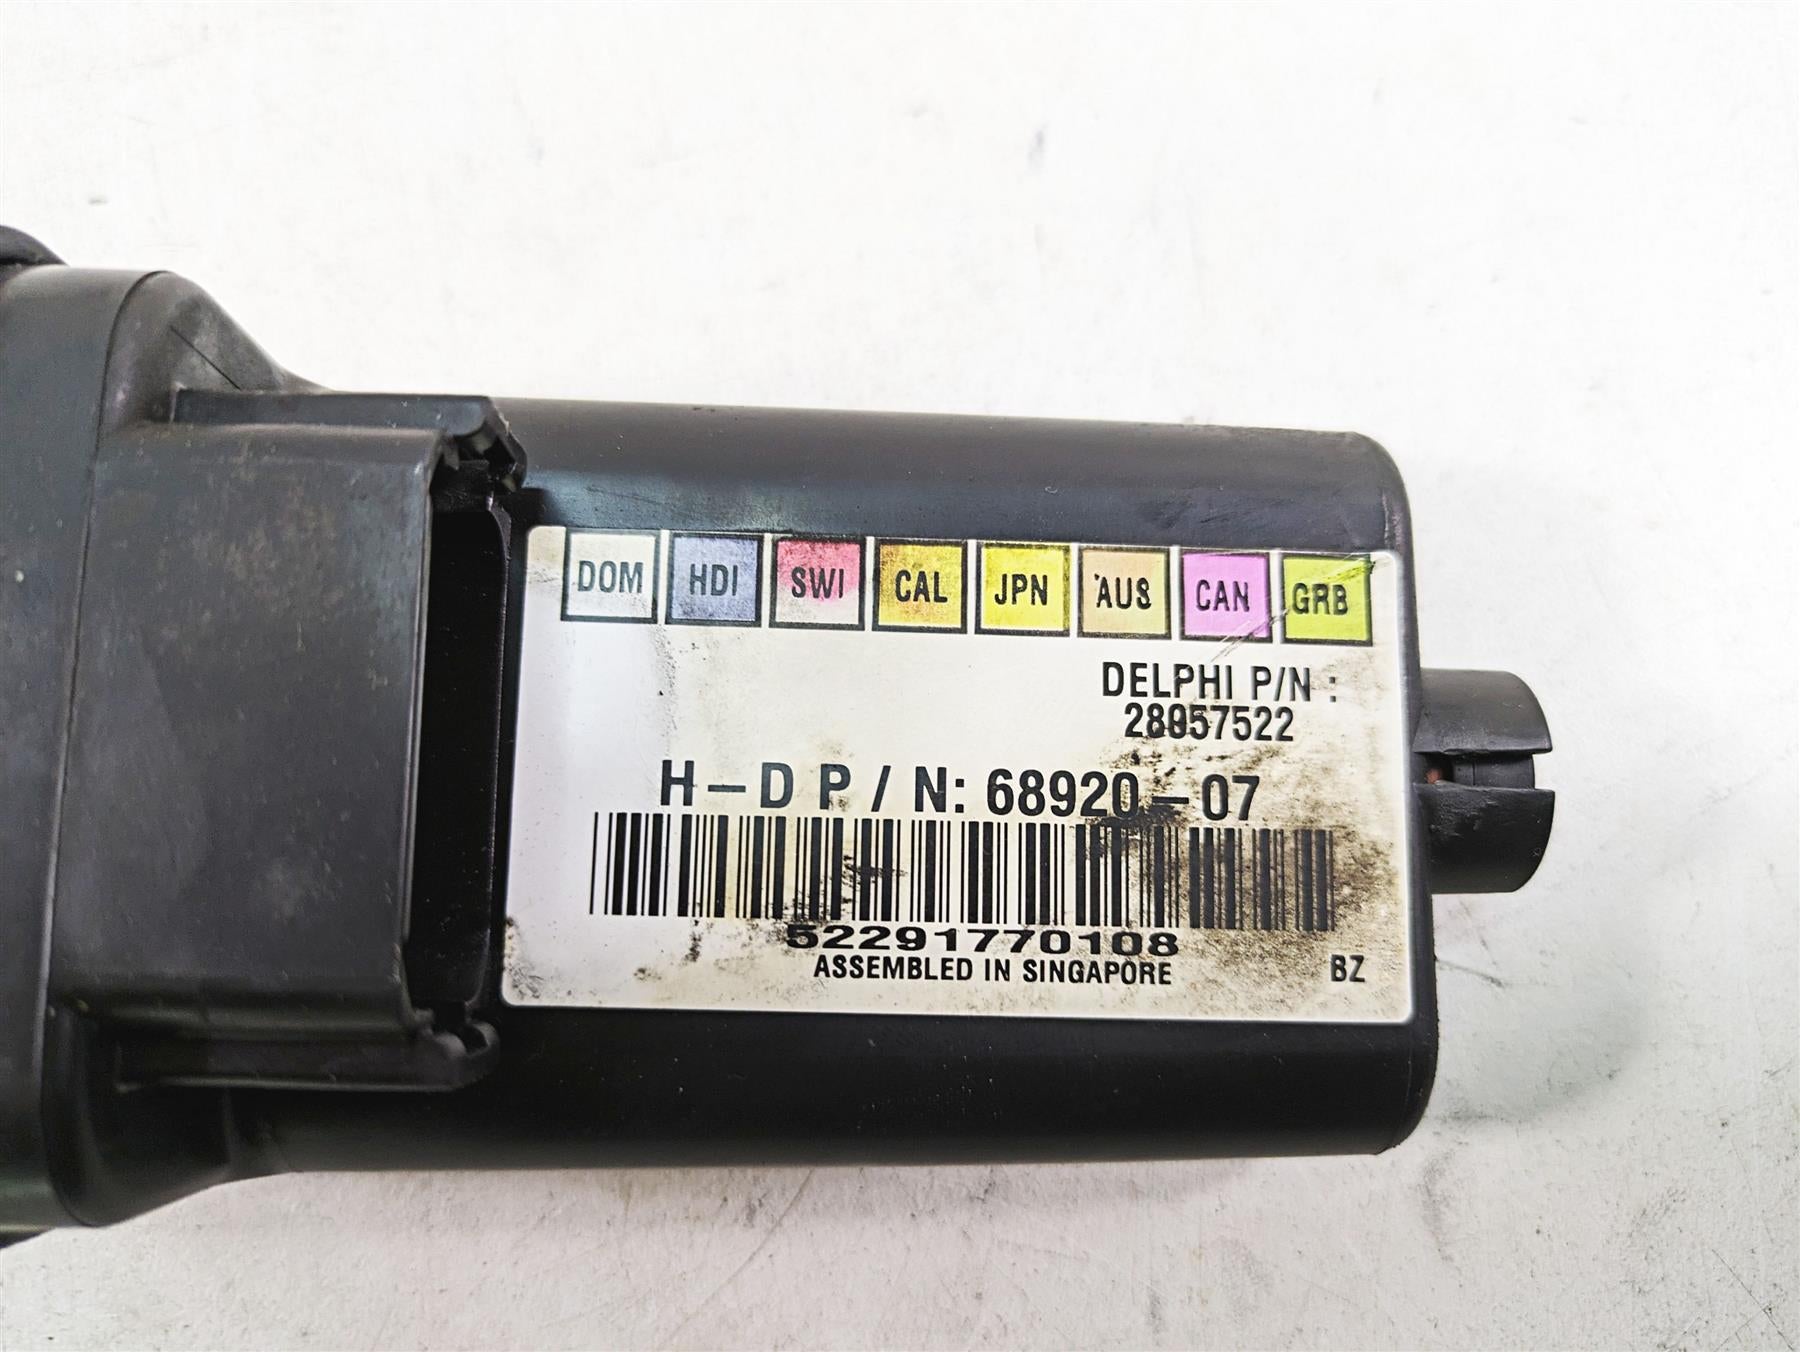 DOM HDI SWI CAL JPN AUS CAN GRB
DELPHI P/N :
28057522
H-D P/N: 68920-07
52291770108
ASSEMBLED IN SINGAPORE BZ